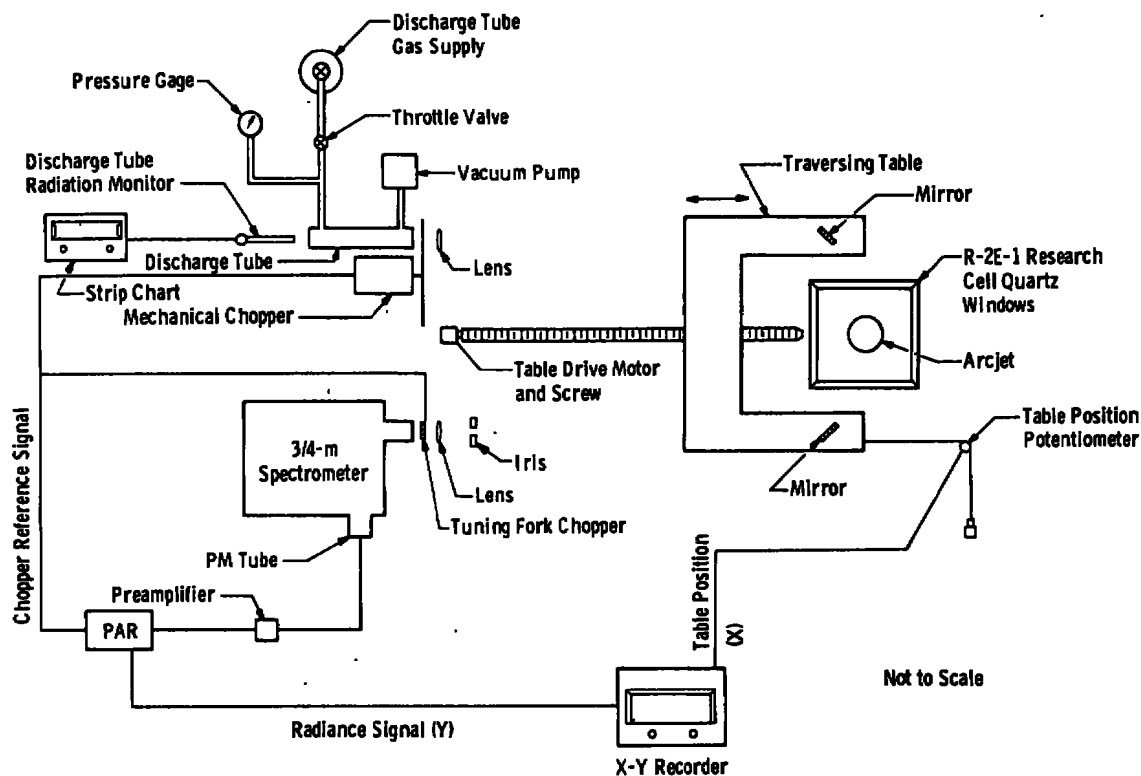 Discharge Tube
Gas Supply
Pressure Gage
Throttle Valve
Discharge Tube
Radiation Monitor
Vacuum Pump
Traversing Table
Mirror
Discharge Tube
Lens
R-2E-1 Research
Cell Quartz
Windows
Strip Chart
Mechanical Chopper
Arcjet
Table Drive Motor
and Screw
Table Position
Potentiometer
Chopper Reference Signal
3/4-m
Spectrometer
Iris
Lens
Mirror
Tuning Fork Chopper
PM Tube
Preamplifier
PAR
Table Position
(X)
Not to Scale
Radiance Signal (Y)
X-Y Recorder